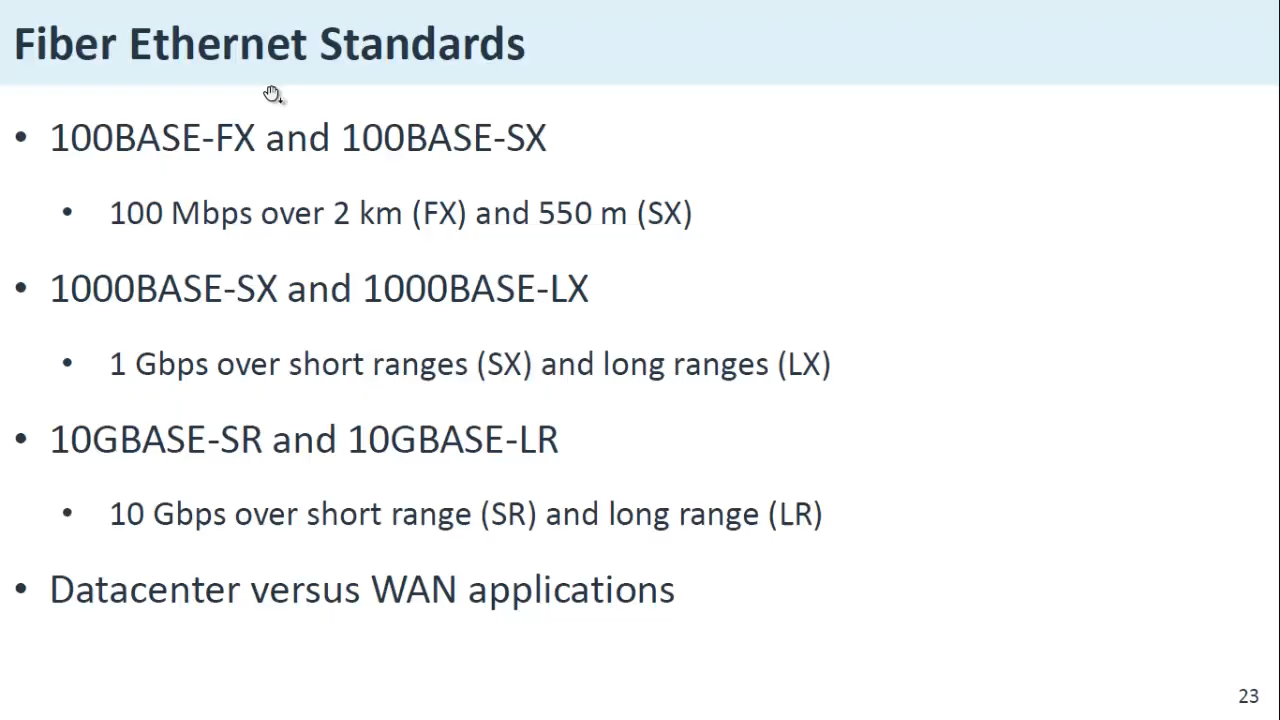 Fiber Ethernet Standards
• 100BASE-FX and 100BASE-SX
• 100 Mbps over 2 km (FX) and 550 m (SX)
• 1000BASE-SX and 1000BASE-LX
• 1 Gbps over short ranges (SX) and long ranges (LX)
• 10GBASE-SR and 10GBASE-LR
• 10 Gbps over short range (SR) and long range (LR)
• Datacenter versus WAN applications
23